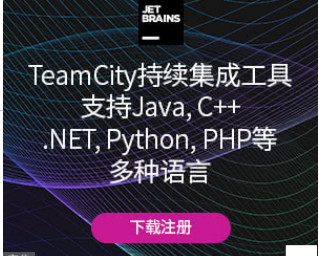 JET
BRAINS
TeamCity持续集成工具
支持Java, C++
.NET, Python, PHP等
多种语言
下载注册